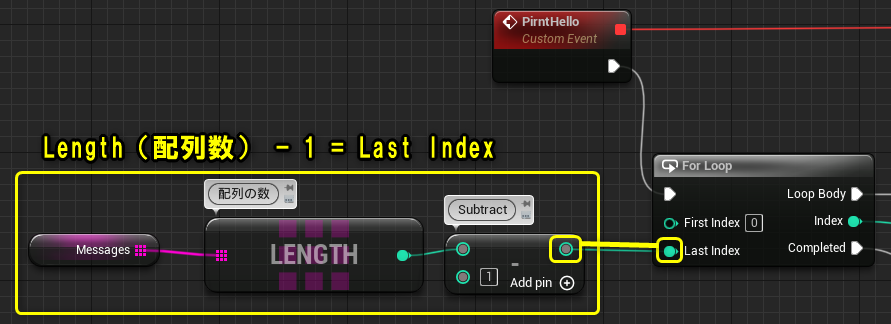 PirntHello
Custom Event
Length（配列数） - 1 = Last Index
For Loop
配列の数
Subtract
Loop Body
First Index 0
Index
Messages
LENGTH
-
Last Index
Completed
1
Add pin